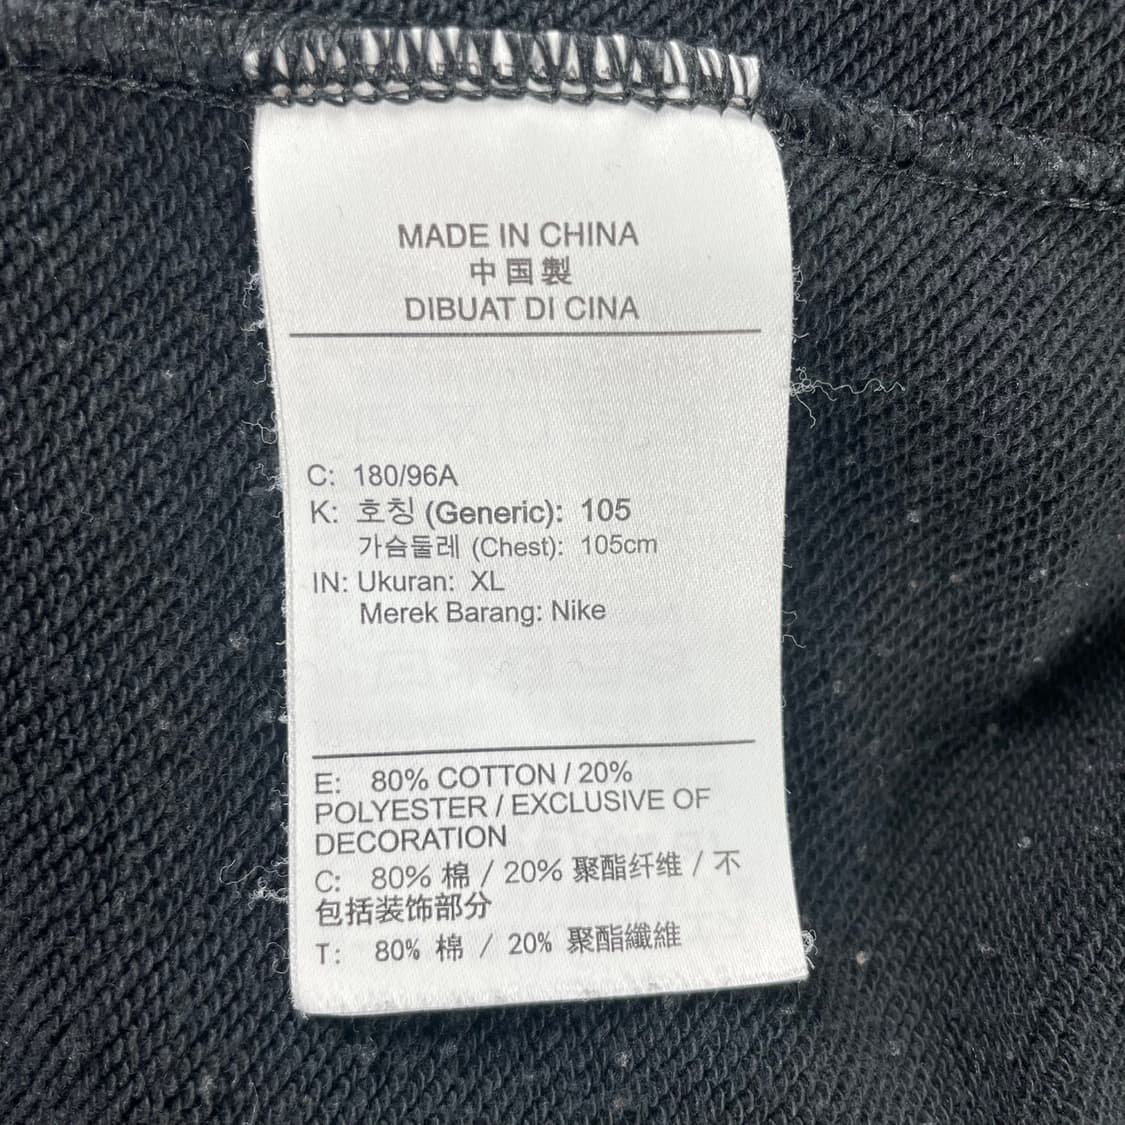 MADE IN CHINA
中国製
DIBUAT DI CINA
C: 180/96A
K: 호칭 (Generic): 105
가슴둘레 (Chest): 105cm
IN: Ukuran: XL
Merek Barang: Nike
E: 80% COTTON / 20%
POLYESTER / EXCLUSIVE OF
DECORATION
C: 80% 棉 / 20% 聚酯纤维 / 不
包括装饰部分
T: 80% 棉 / 20% 聚酯纖維